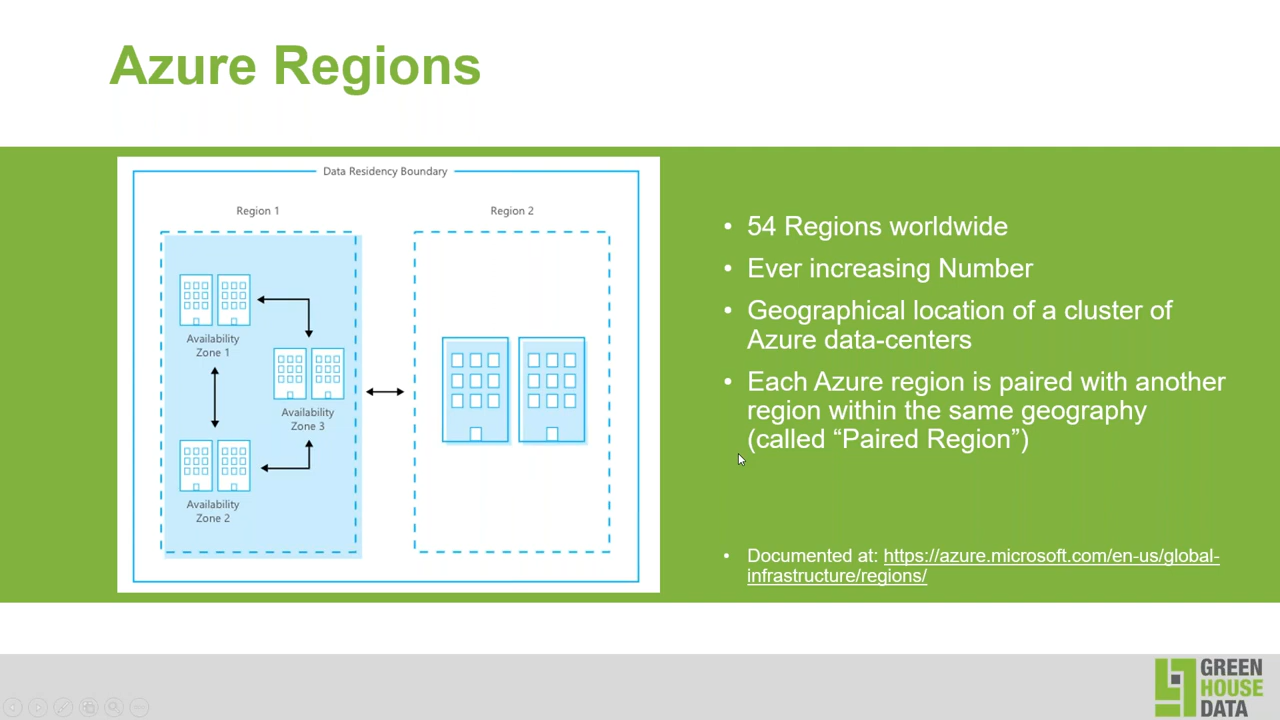 Azure Regions
Data Residency Boundary
Region 1
Region 2
Availability
Zone 1
Availability
Zone 3
Availability
Zone 2
• 54 Regions worldwide
• Ever increasing Number
• Geographical location of a cluster of
Azure data-centers
• Each Azure region is paired with another
region within the same geography
(called “Paired Region”)
• Documented at: https://azure.microsoft.com/en-us/global-
infrastructure/regions/
GREEN
HOUSE
DATA